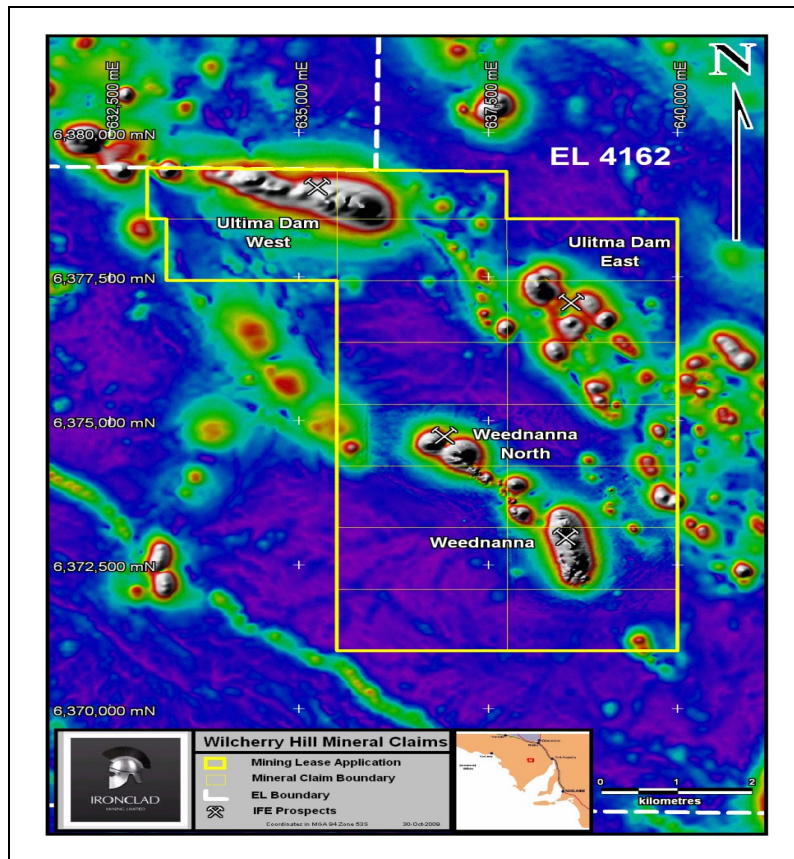 N
632,500 mE
635,000 mE
637,500 mE
640,000 mE
6,380,000 mN
EL 4162
Ultima Dam
West
Ulitma Dam
East
6,377,500 mN
6,375,000 mN
Weednanna
North
Weednanna
6,372,500 mN
6,370,000 mN
IRONCLAD
MINING LIMITED
Wilcherry Hill Mineral Claims
Mining Lease Application
Mineral Claim Boundary
EL Boundary
IFE Prospects
Coordinates in MGA 94 Zone 53S 30-Oct-2009
0 1 2
kilometres